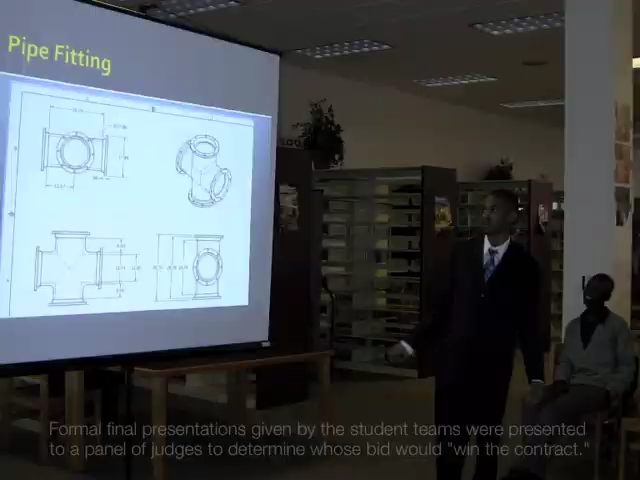 Pipe Fitting
Formal final presentations given by the student teams were presented
to a panel of judges to determine whose bid would "win the contract."